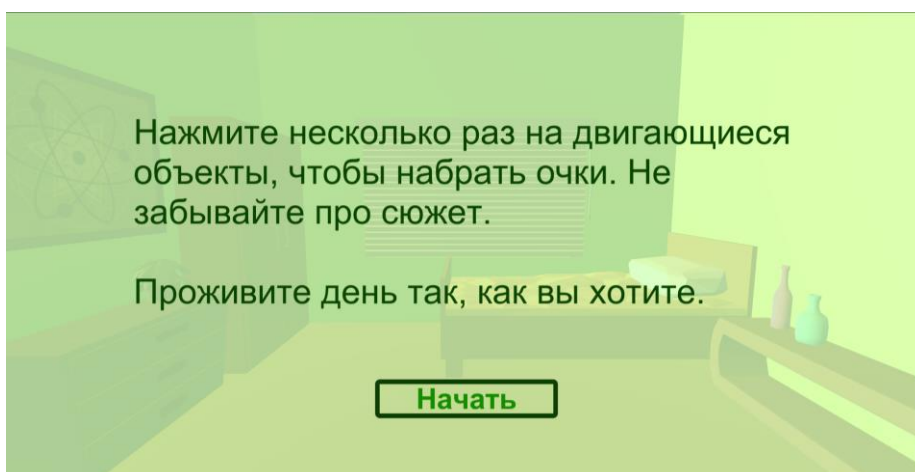 Нажмите несколько раз на двигающиеся
объекты, чтобы набрать очки. Не
забывайте про сюжет.
Проживите день так, как вы хотите.
Начать